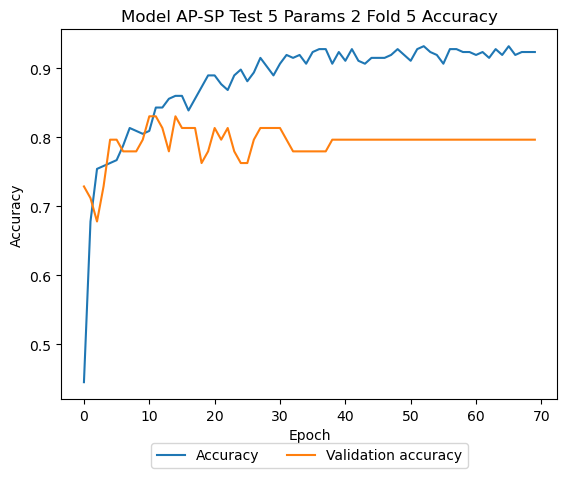 Model AP-SP Test 5 Params 2 Fold 5 Accuracy
Accuracy
0.9
0.8
0.7
0.6
0.5
0 10 20 30 40 50 60 70
Epoch
Accuracy Validation accuracy